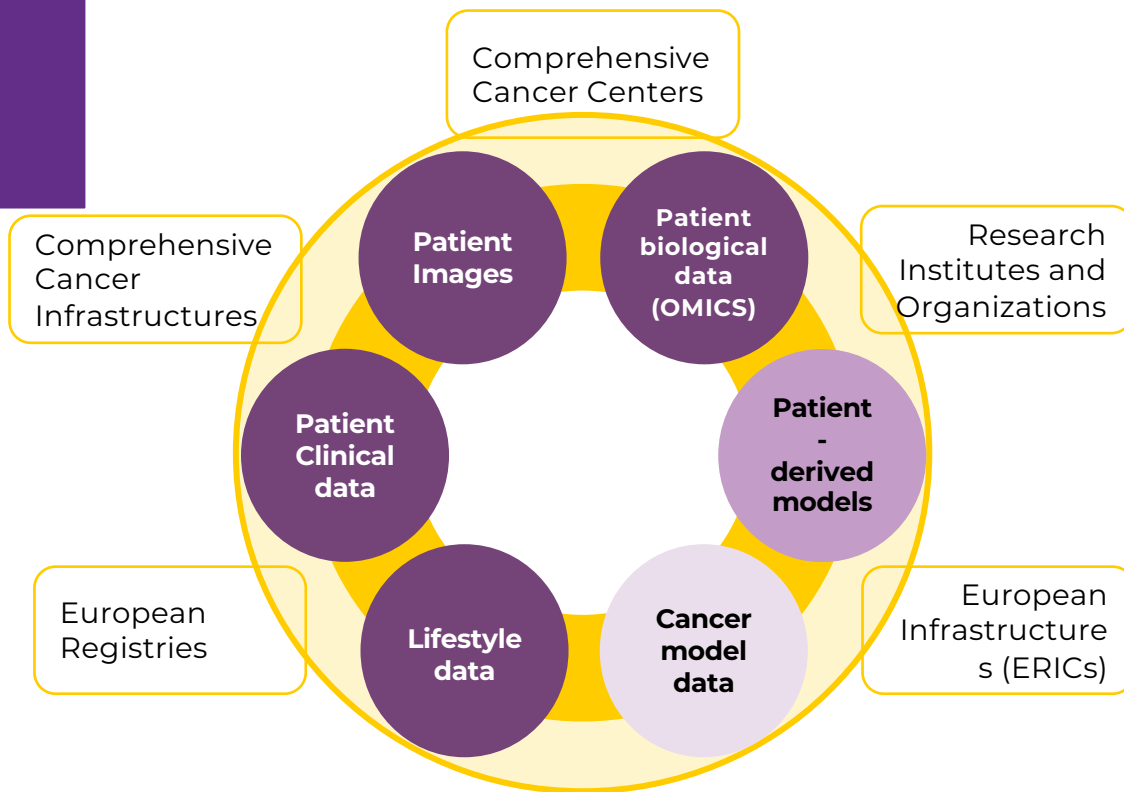 Comprehensive
Cancer Centers
Comprehensive
Cancer
Infrastructures
Patient
Images
Patient
biological
data
(OMICS)
Research
Institutes and
Organizations
Patient
Clinical
data
Patient
-
derived
models
European
Registries
Lifestyle
data
Cancer
model
data
European
Infrastructure
s (ERICs)